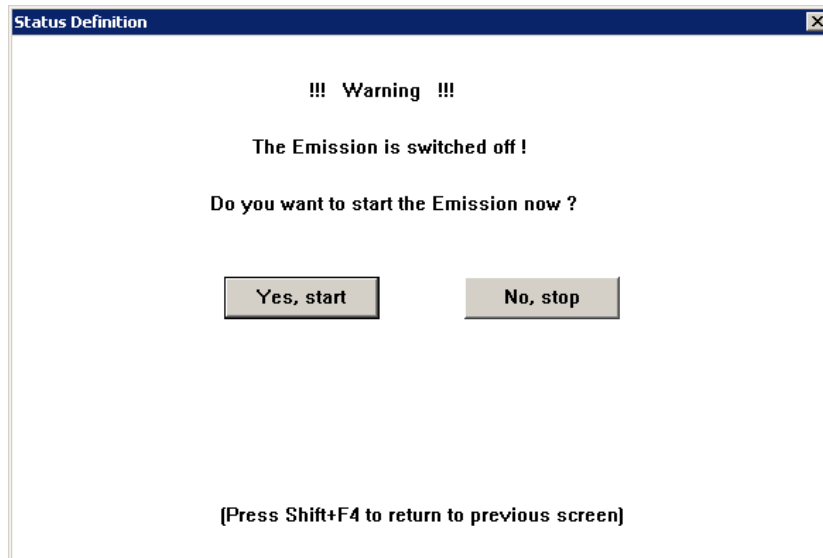 Status Definition
!!! Warning !!!
The Emission is switched off !
Do you want to start the Emission now ?
Yes, start
No, stop
(Press Shift+F4 to return to previous screen)